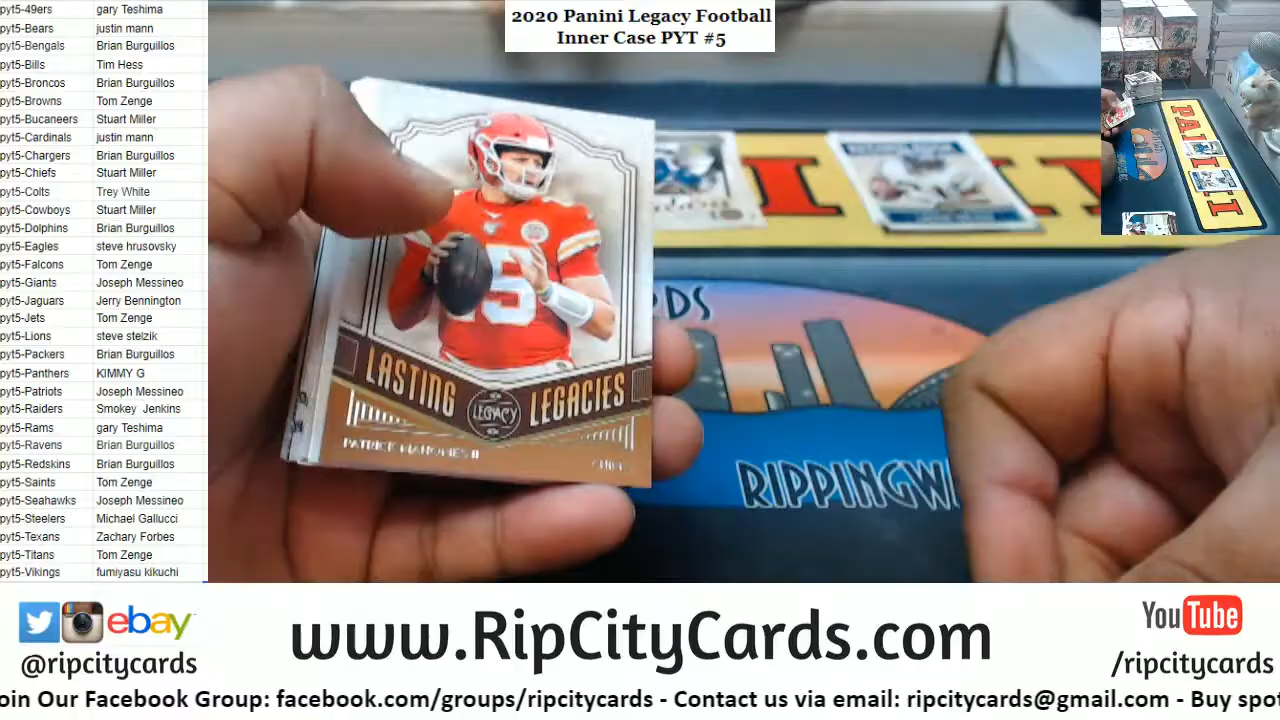 pyt5-49ers gary Teshima
pyt5-Bears justin mann
pyt5-Bengals Brian Burguillos
pyt5-Bills Tim Hess
pyt5-Broncos Brian Burguillos
pyt5-Browns Tom Zenge
pyt5-Bucaneers Stuart Miller
pyt5-Cardinals justin mann
pyt5-Chargers Brian Burguillos
pyt5-Chiefs Stuart Miller
pyt5-Colts Trey White
pyt5-Cowboys Stuart Miller
pyt5-Dolphins Brian Burguillos
pyt5-Eagles steve hrusovsky
pyt5-Falcons Tom Zenge
pyt5-Giants Joseph Messineo
pyt5-Jaguars Jerry Bennington
pyt5-Jets Tom Zenge
pyt5-Lions steve stelzik
pyt5-Packers Brian Burguillos
pyt5-Panthers KIMMY G
pyt5-Patriots Joseph Messineo
pyt5-Raiders Smokey Jenkins
pyt5-Rams gary Teshima
pyt5-Ravens Brian Burguillos
pyt5-Redskins Brian Burguillos
pyt5-Saints Tom Zenge
pyt5-Seahawks Joseph Messineo
pyt5-Steelers Michael Gallucci
pyt5-Texans Zachary Forbes
pyt5-Titans Tom Zenge
pyt5-Vikings fumiyasu kikuchi
2020 Panini Legacy Football
Inner Case PYT #5
15
LASTING LEGACIES
LEGACY
PATRICK MAHOMES II
RDS
RIPPINGW
PANINI
ebay
@ripcitycards
www.RipCityCards.com
YouTube
/ripcitycards
oin Our Facebook Group: facebook.com/groups/ripcitycards - Contact us via email: ripcitycards@gmail.com - Buy spot